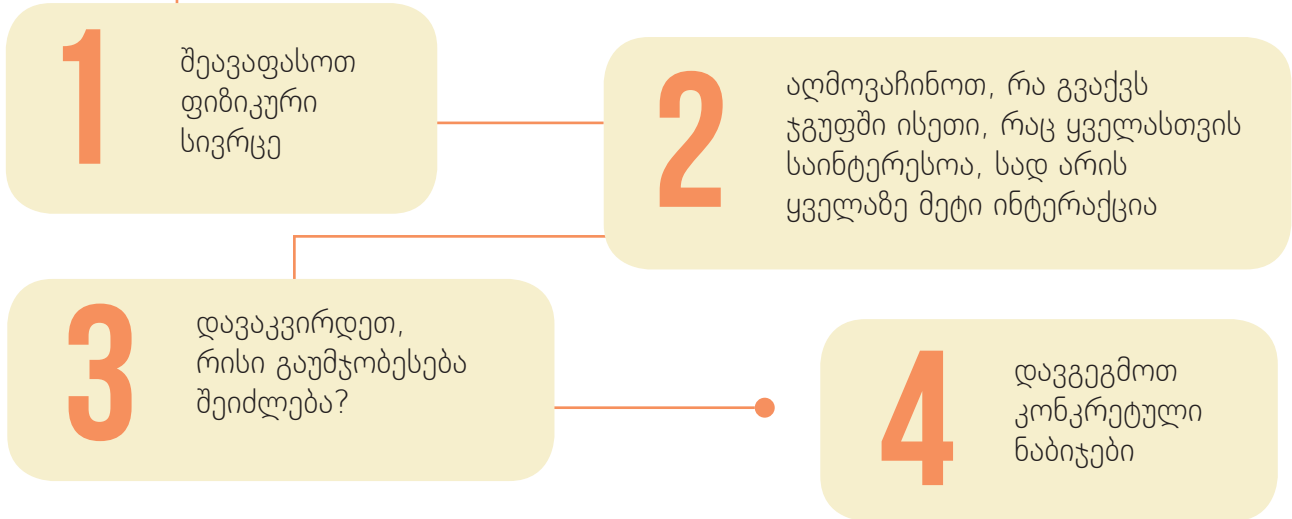 1
შეავაფასოთ
ფიზიკური
სივრცე
2
აღმოვაჩინოთ, რა გვაქვს
ჯგუფში ისეთი, რაც ყველასთვის
საინტერესოა, სად არის
ყველაზე მეტი ინტერაქცია
3
დავაკვირდეთ,
რისი გაუმჯობესება
შეიძლება?
4
დავგეგმოთ
კონკრეტული
ნაბიჯები